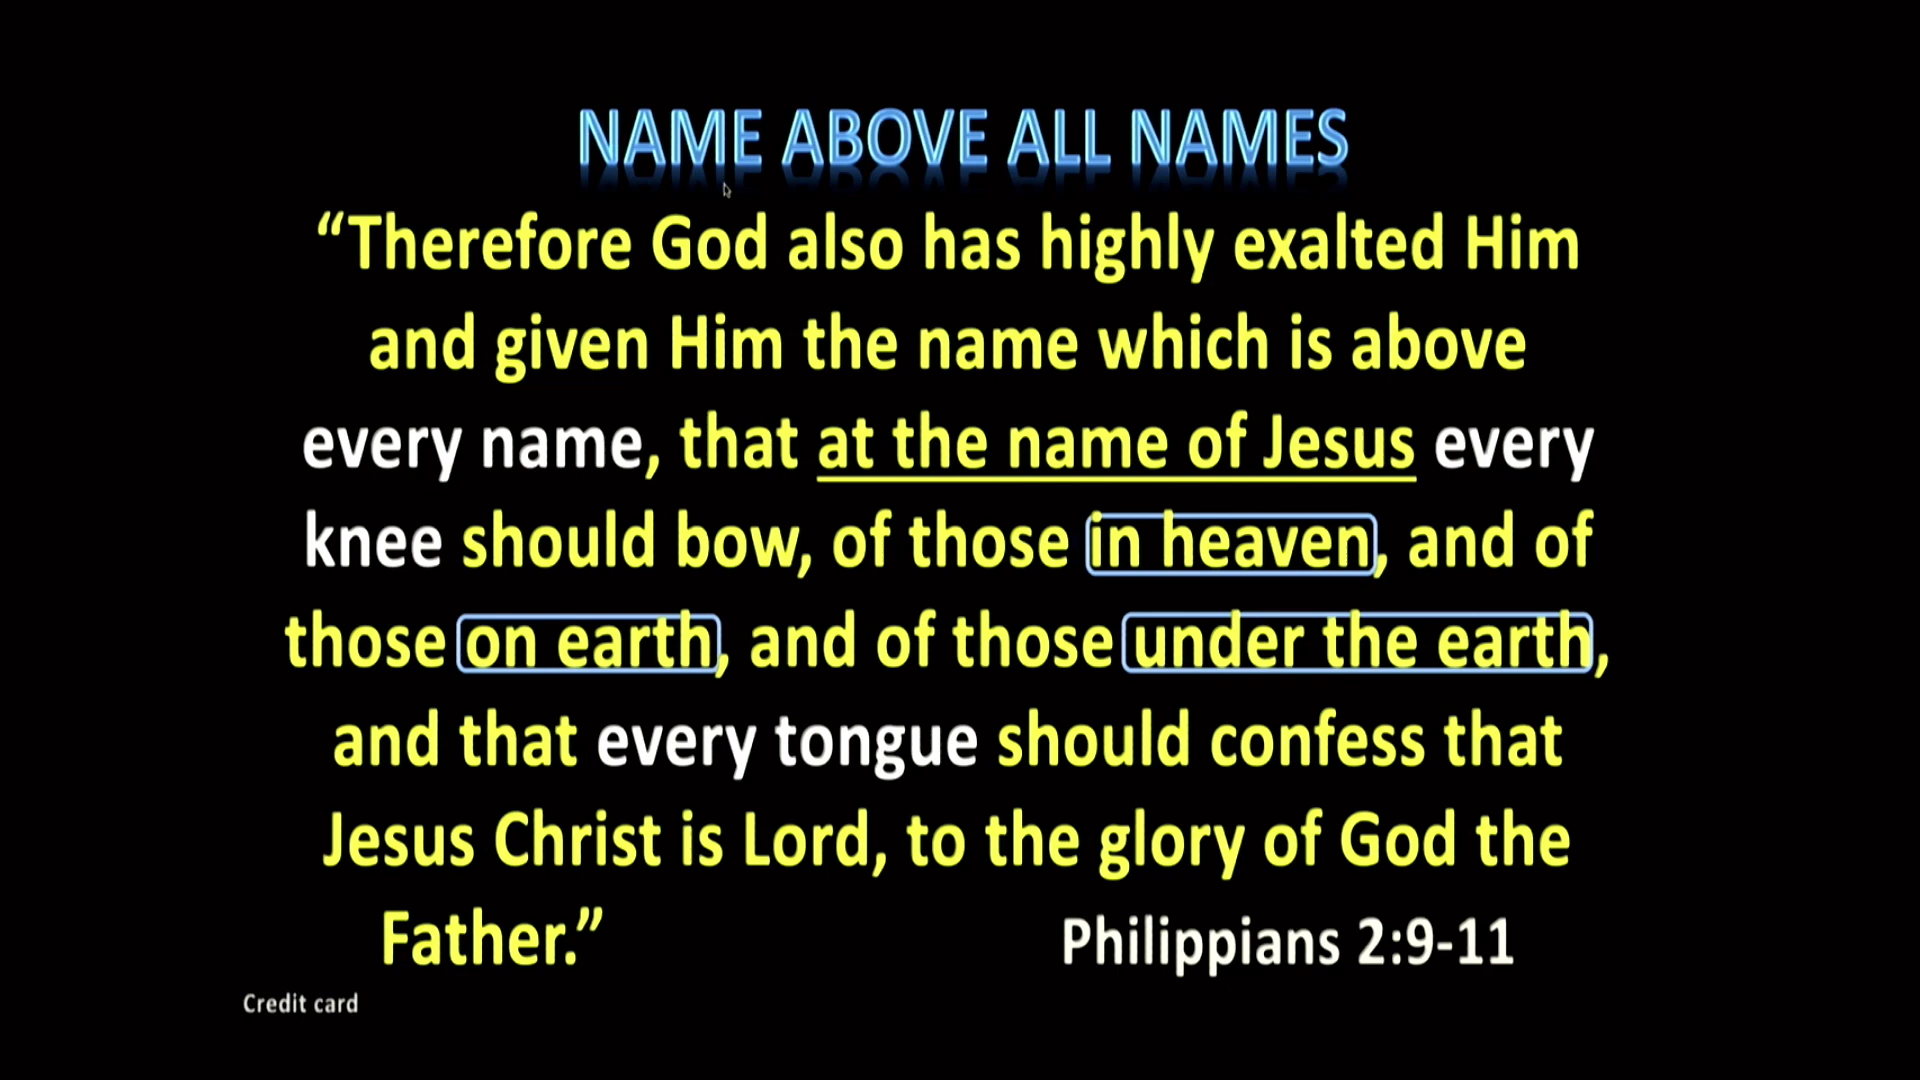 NAME ABOVE ALL NAMES
“Therefore God also has highly exalted Him
and given Him the name which is above
every name, that at the name of Jesus every
knee should bow, of those in heaven, and of
those on earth, and of those under the earth,
and that every tongue should confess that
Jesus Christ is Lord, to the glory of God the
Father.” Philippians 2:9-11
Credit card